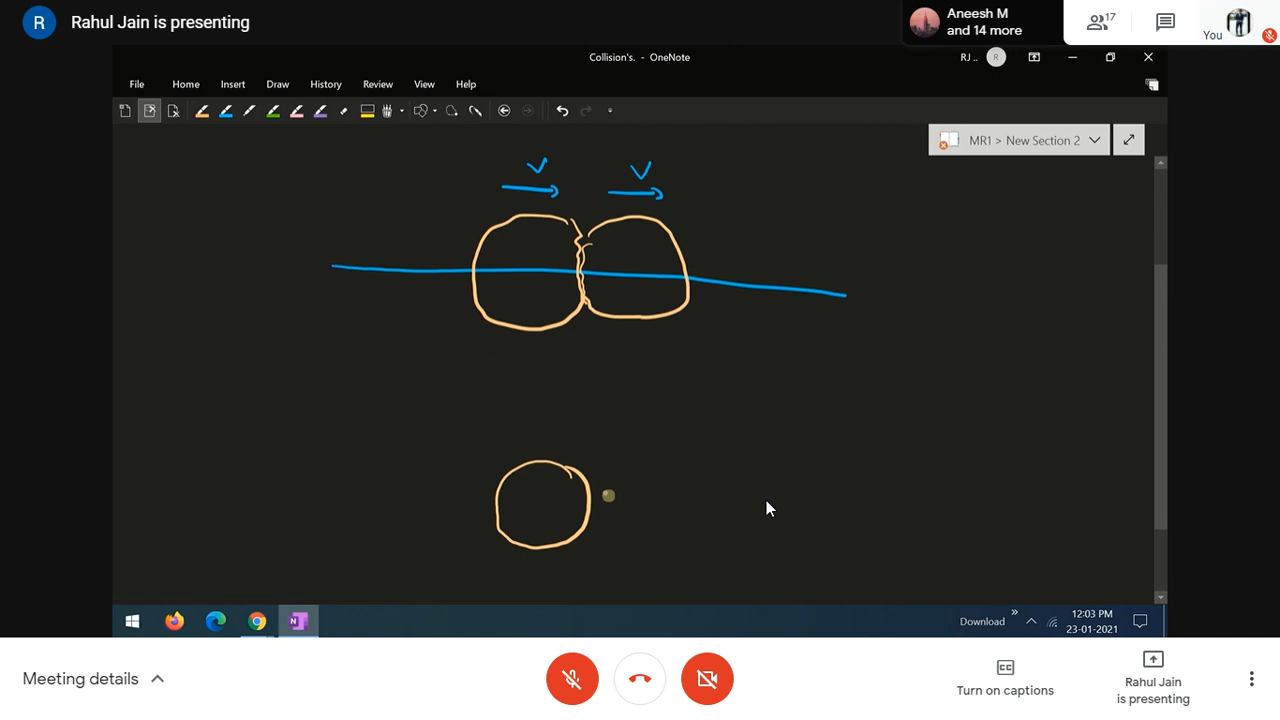 R Rahul Jain is presenting
Aneesh M
and 14 more
17
You
Collision's. - OneNote
RJ ..
R
File Home Insert Draw History Review View Help
MR1 > New Section 2
V V
Download
12:03 PM
23-01-2021
Meeting details
Turn on captions
Rahul Jain
is presenting